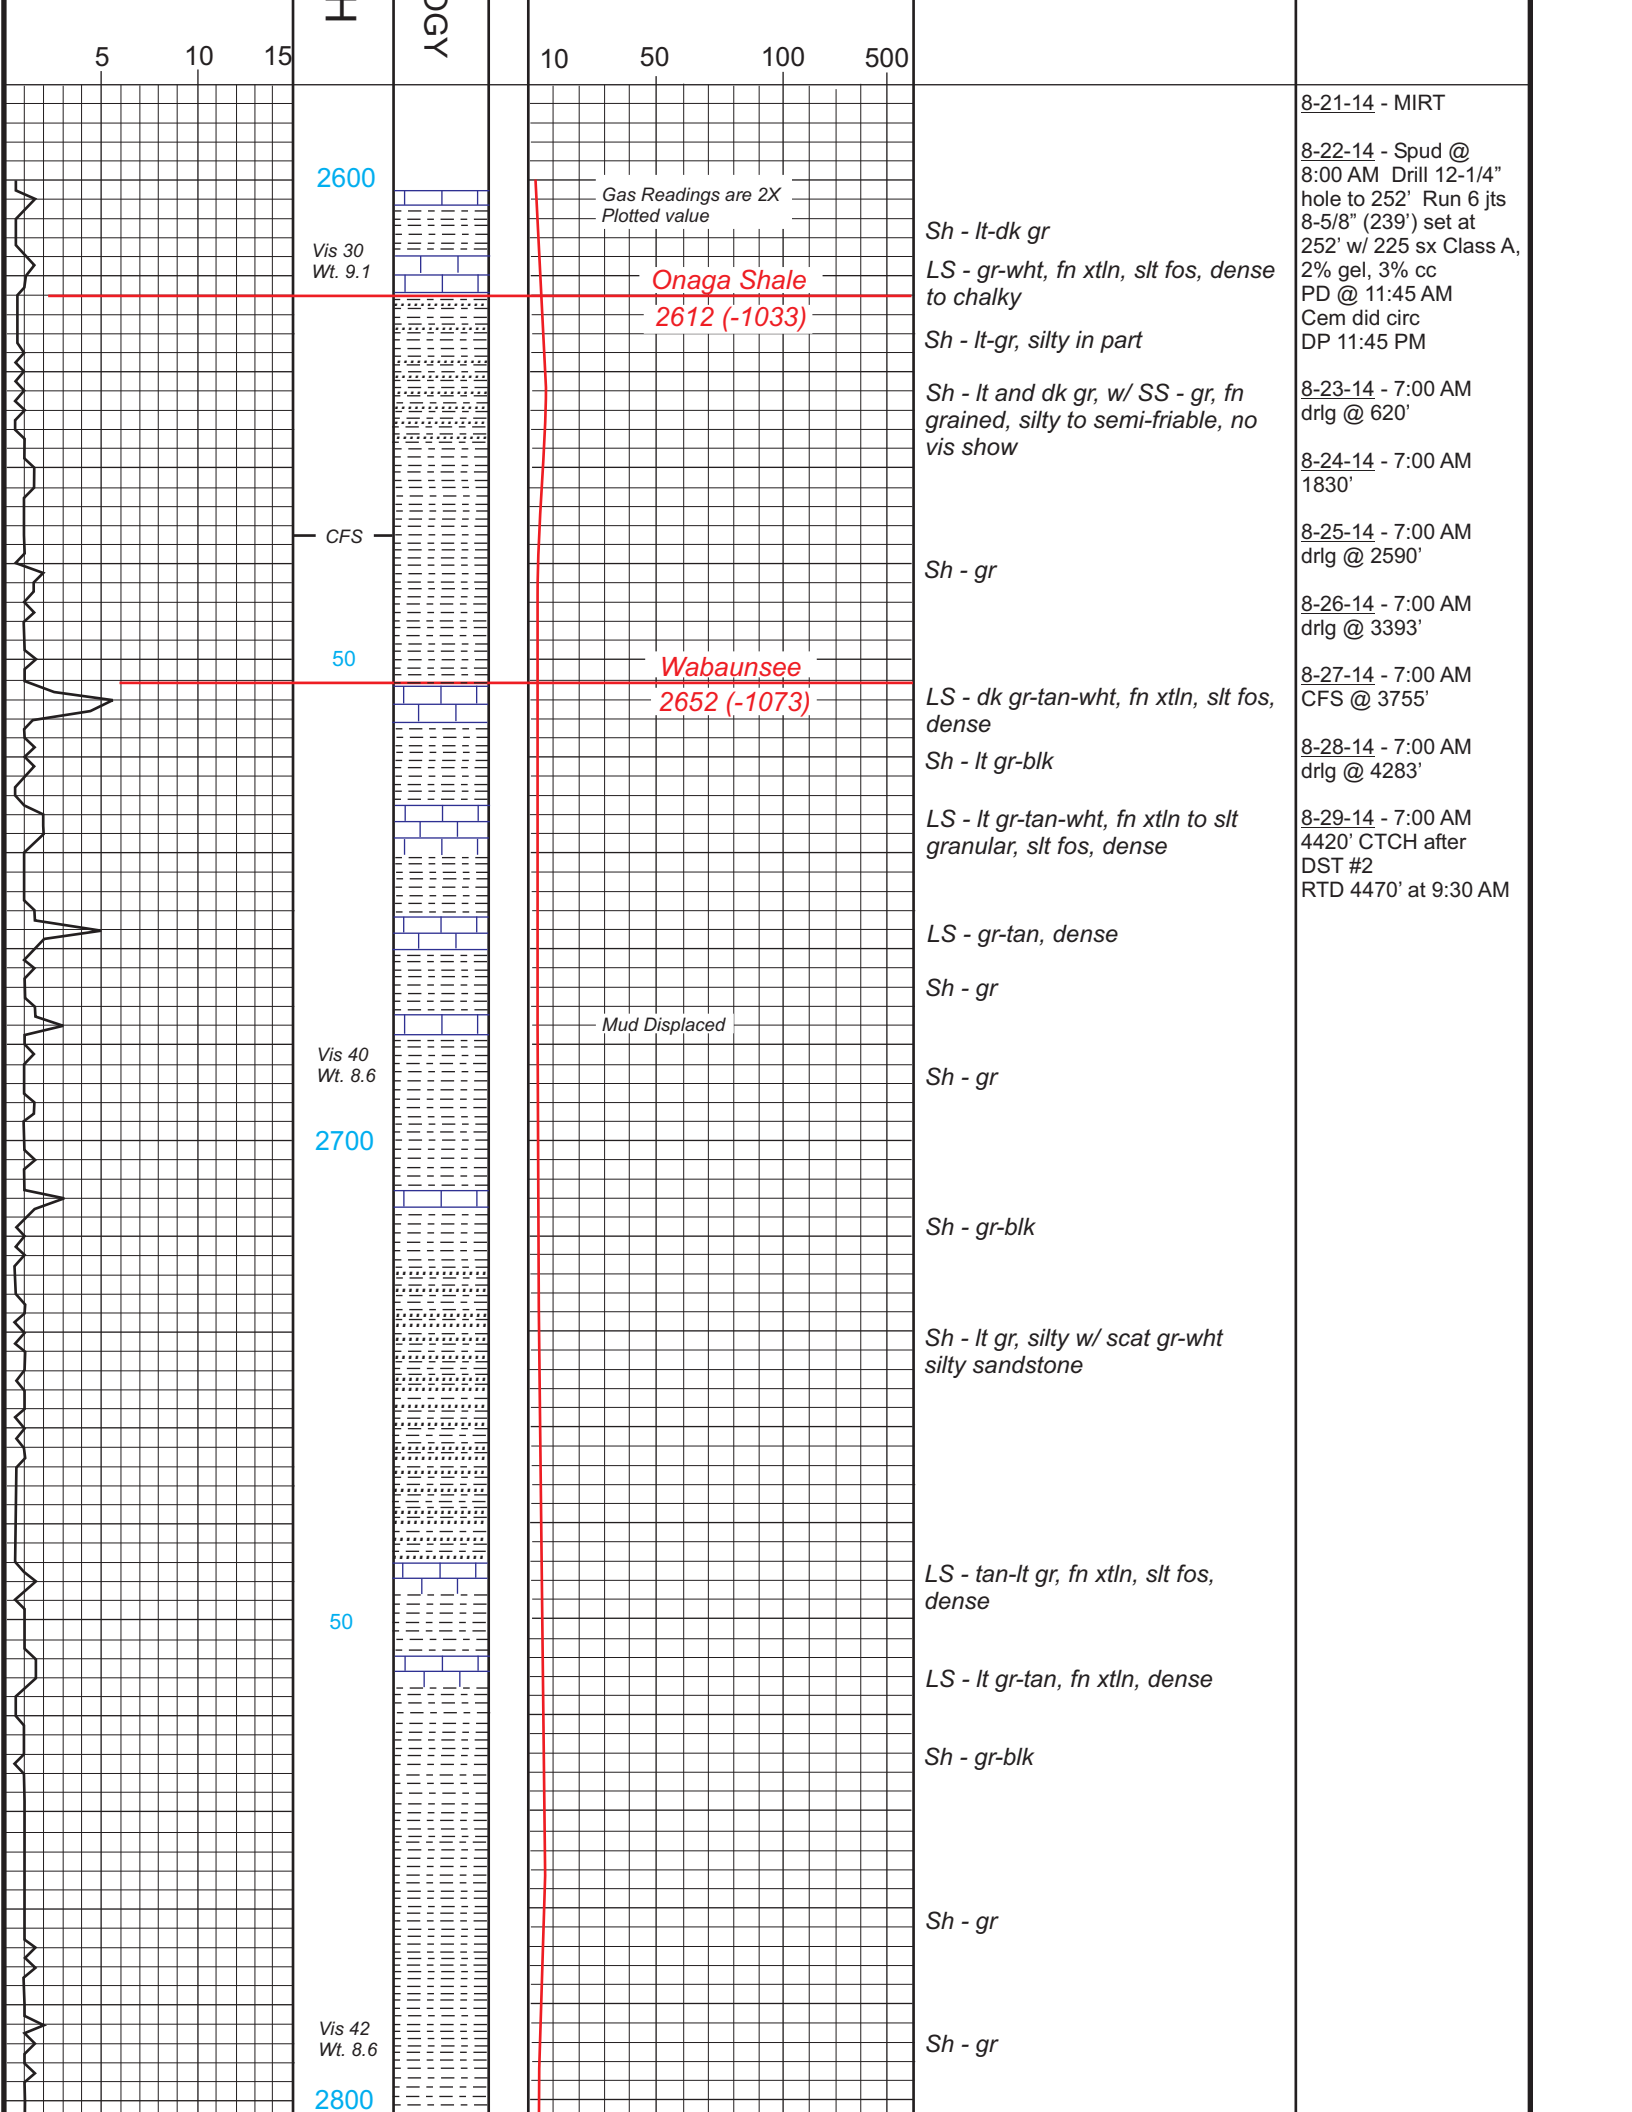 H
OGY
5 10 15
10 50 100 500
2600
Vis 30
Wt. 9.1
CFS
50
Vis 40
Wt. 8.6
2700
50
Vis 42
Wt. 8.6
2800
Gas Readings are 2X
Plotted value
Onaga Shale
2612 (-1033)
Wabaunsee
2652 (-1073)
Mud Displaced
Sh - lt-dk gr
LS - gr-wht, fn xtln, slt fos, dense
to chalky
Sh - lt-gr, silty in part
Sh - lt and dk gr, w/ SS - gr, fn
grained, silty to semi-friable, no
vis show
Sh - gr
LS - dk gr-tan-wht, fn xtln, slt fos,
dense
Sh - lt gr-blk
LS - lt gr-tan-wht, fn xtln to slt
granular, slt fos, dense
LS - gr-tan, dense
Sh - gr
Sh - gr
Sh - gr-blk
Sh - lt gr, silty w/ scat gr-wht
silty sandstone
LS - tan-lt gr, fn xtln, slt fos,
dense
LS - lt gr-tan, fn xtln, dense
Sh - gr-blk
Sh - gr
Sh - gr
8-21-14 - MIRT
8-22-14 - Spud @
8:00 AM Drill 12-1/4”
hole to 252’ Run 6 jts
8-5/8” (239’) set at
252’ w/ 225 sx Class A,
2% gel, 3% cc
PD @ 11:45 AM
Cem did circ
DP 11:45 PM
8-23-14 - 7:00 AM
drlg @ 620’
8-24-14 - 7:00 AM
1830’
8-25-14 - 7:00 AM
drlg @ 2590’
8-26-14 - 7:00 AM
drlg @ 3393’
8-27-14 - 7:00 AM
CFS @ 3755’
8-28-14 - 7:00 AM
drlg @ 4283’
8-29-14 - 7:00 AM
4420’ CTCH after
DST #2
RTD 4470’ at 9:30 AM